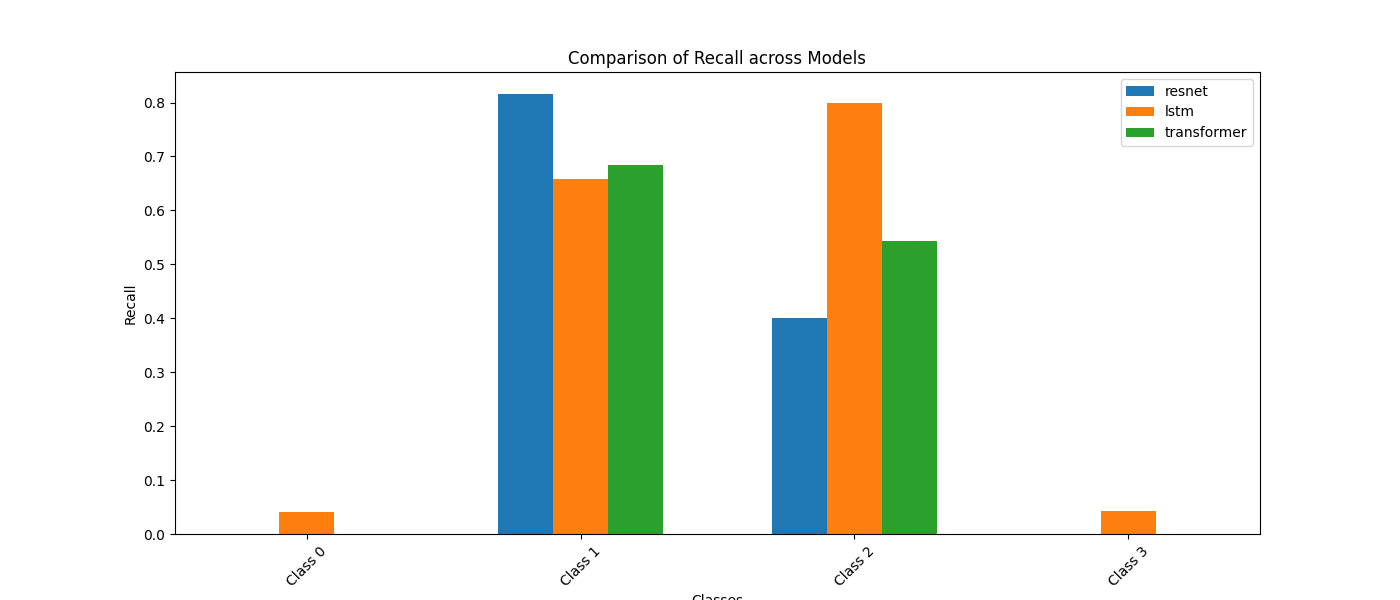 Comparison of Recall across Models
resnet
lstm
transformer
Recall
0.8
0.7
0.6
0.5
0.4
0.3
0.2
0.1
0.0
Class 0
Class 1
Class 2
Class 3
Classes